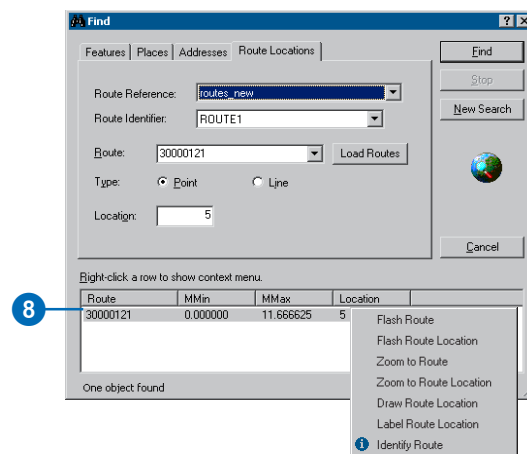 Find
Features Places Addresses Route Locations
Find
Stop
New Search
Cancel
Route Reference: routes_new
Route Identifier: ROUTE1
Route: 30000121 Load Routes
Type: Point Line
Location: 5
Right-click a row to show context menu.
Route MMin MMax Location
30000121 0.000000 11.666625 5
8
One object found
Flash Route
Flash Route Location
Zoom to Route
Zoom to Route Location
Draw Route Location
Label Route Location
Identify Route